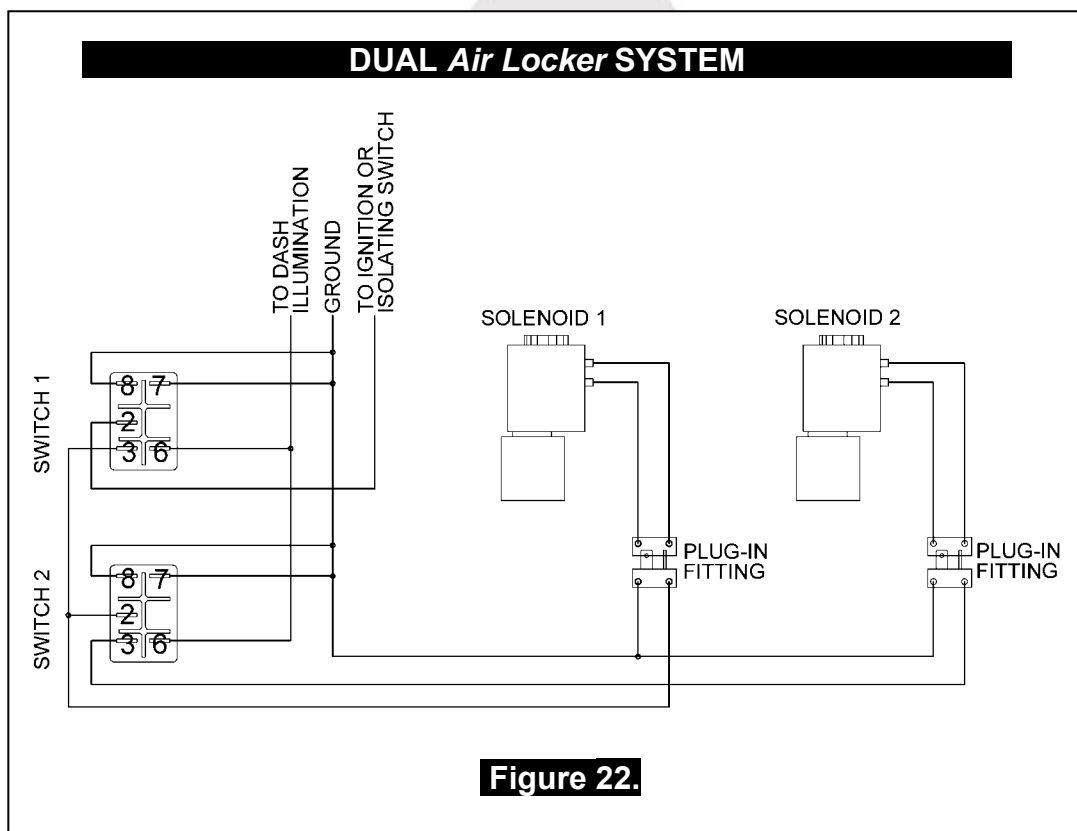 DUAL Air Locker SYSTEM
TO DASH
ILLUMINATION
GROUND
TO IGNITION OR
ISOLATING SWITCH
SOLENOID 1
SOLENOID 2
SWITCH 1
8 7
2
3 6
SWITCH 2
8 7
2
3 6
PLUG-IN
FITTING
PLUG-IN
FITTING
Figure 22.